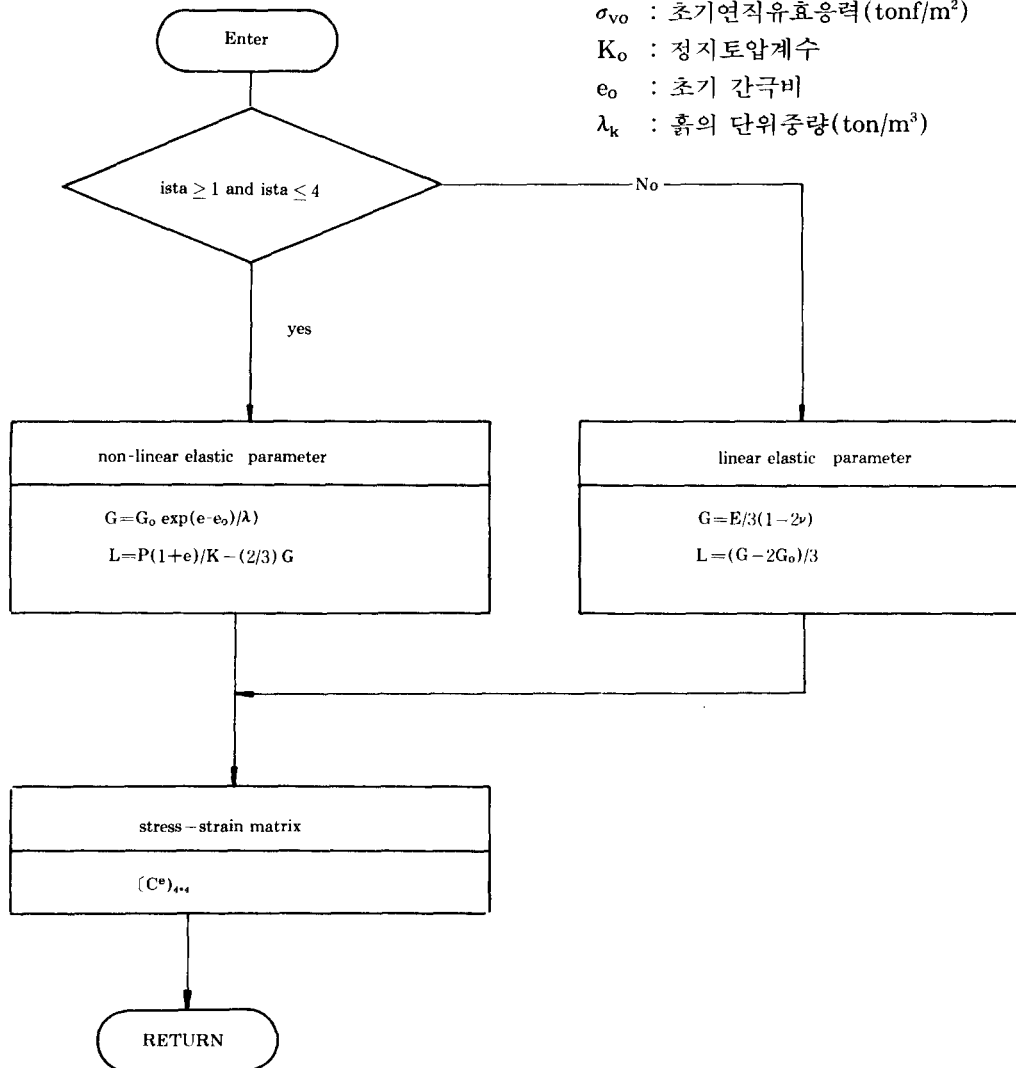 σvo : 초기연직유효응력(tonf/m²)
Ko : 정지토압계수
eo : 초기 간극비
λk : 흙의 단위중량(ton/m³)
Enter
ista ≥ 1 and ista ≤ 4
No
yes
non-linear elastic parameter
G=Go exp(e-eo)/λ)
L=P(1+e)/K-(2/3)G
linear elastic parameter
G=E/3(1-2ν)
L=(G-2Go)/3
stress-strain matrix
〔Cᵉ)₄*₄
RETURN